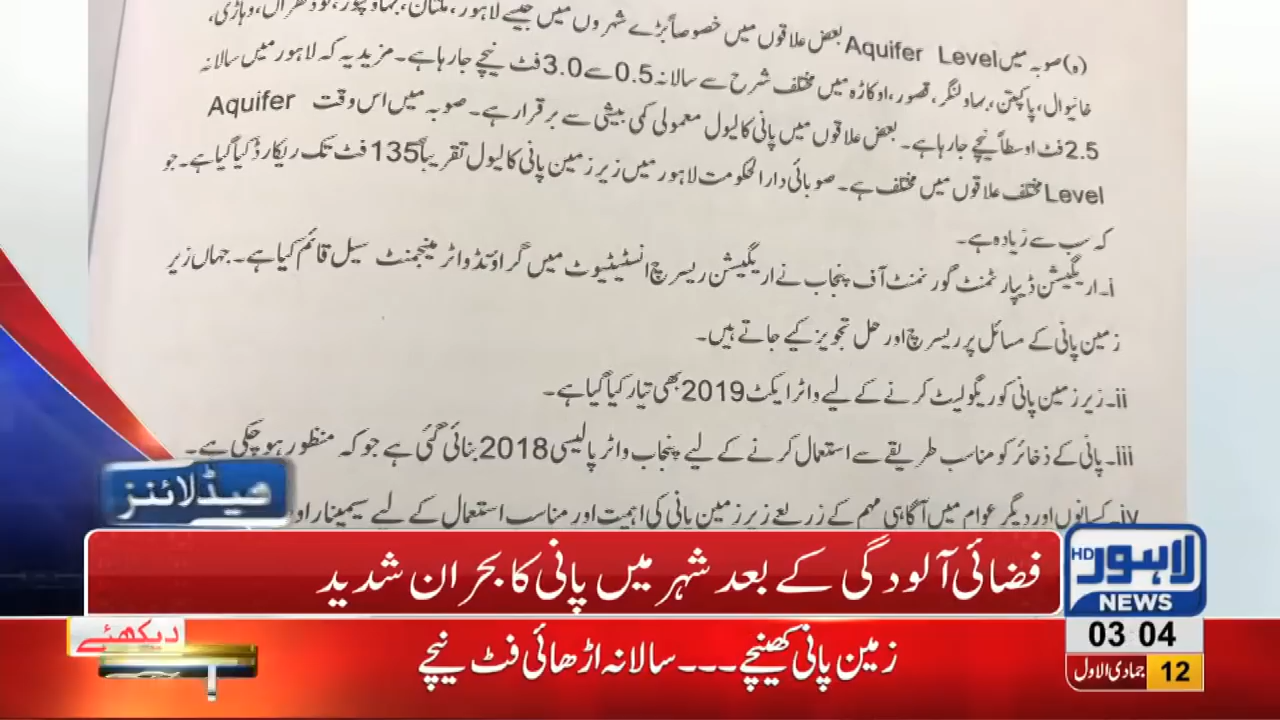 (ہ) صوبہ میں Aquifer Level بعض علاقوں میں خصوصاً بڑے شہروں میں جیسے لاہور، ملتان، بہاولپور، لودھراں، وہاڑی،
خانیوال، پاکپتن، بہاولنگر، قصور، اوکاڑہ میں مختلف شرح سے سالانہ 0.5 سے 3.0 فٹ نیچے جا رہا ہے۔ مزید یہ کہ لاہور میں سالانہ
2.5 فٹ اوسطاً نیچے جا رہا ہے۔ بعض علاقوں میں پانی کا لیول معمولی کمی بیشی سے برقرار ہے۔ صوبہ میں اس وقت Aquifer
Level مختلف علاقوں میں مختلف ہے۔ صوبائی دارالحکومت لاہور میں زیر زمین پانی کا لیول تقریباً 135 فٹ تک ریکارڈ کیا گیا ہے۔ جو
کہ سب سے زیادہ ہے۔
i۔ اریگیشن ڈیپارٹمنٹ گورنمنٹ آف پنجاب نے اریگیشن ریسرچ انسٹیٹیوٹ میں گراؤنڈ واٹر مینجمنٹ سیل قائم کیا ہے۔ جہاں زیر
زمین پانی کے مسائل پر ریسرچ اور حل تجویز کیے جاتے ہیں۔
ii۔ زیر زمین پانی کو ریگولیٹ کرنے کے لیے واٹر ایکٹ 2019 بھی تیار کیا گیا ہے۔
iii۔ پانی کے ذخائر کو مناسب طریقے سے استعمال کرنے کے لیے پنجاب واٹر پالیسی 2018 بنائی گئی ہے جو کہ منظور ہو چکی ہے۔
iv۔ کسانوں اور دیگر عوام میں آگاہی مہم کے زریعے زیر زمین پانی کی اہمیت اور مناسب استعمال کے لیے سیمینار اور
ہیڈلائنز
فضائی آلودگی کے بعد شہر میں پانی کا بحران شدید
زمین پانی کھینچے۔۔۔سالانہ اڑھائی فٹ نیچے
دیکھئے
لاہور HD
NEWS
03 04
12 جمادی الاول